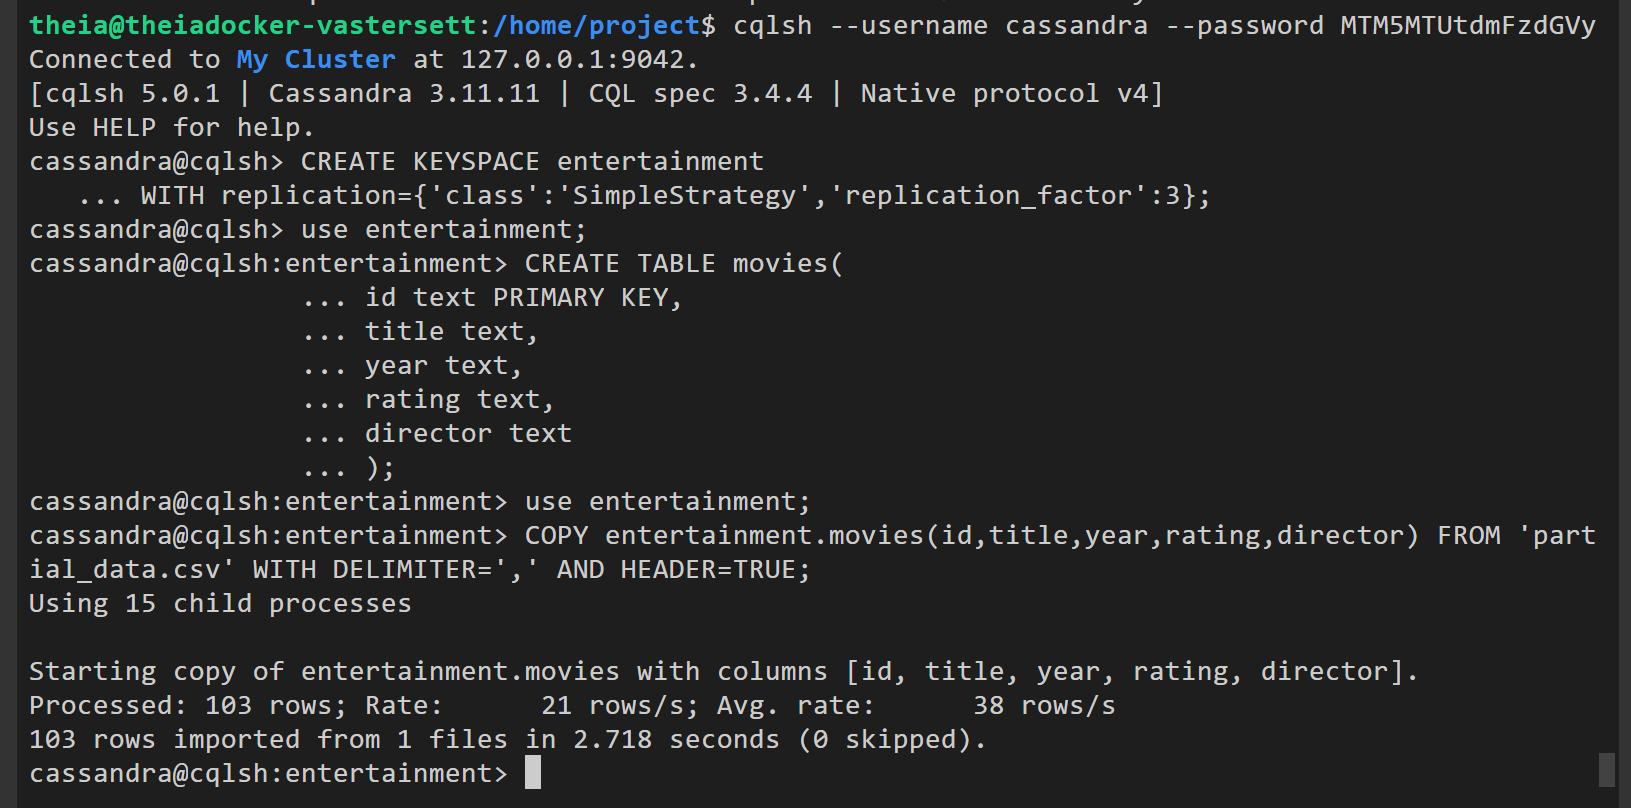 theia@theiadocker-vastersett:/home/project$ cqlsh --username cassandra --password MTM5MTUtdmFzdGVy
Connected to My Cluster at 127.0.0.1:9042.
[cqlsh 5.0.1 | Cassandra 3.11.11 | CQL spec 3.4.4 | Native protocol v4]
Use HELP for help.
cassandra@cqlsh> CREATE KEYSPACE entertainment
   ... WITH replication={'class':'SimpleStrategy','replication_factor':3};
cassandra@cqlsh> use entertainment;
cassandra@cqlsh:entertainment> CREATE TABLE movies(
                 ... id text PRIMARY KEY,
                 ... title text,
                 ... year text,
                 ... rating text,
                 ... director text
                 ... );
cassandra@cqlsh:entertainment> use entertainment;
cassandra@cqlsh:entertainment> COPY entertainment.movies(id,title,year,rating,director) FROM 'part
ial_data.csv' WITH DELIMITER=',' AND HEADER=TRUE;
Using 15 child processes

Starting copy of entertainment.movies with columns [id, title, year, rating, director].
Processed: 103 rows; Rate:      21 rows/s; Avg. rate:      38 rows/s
103 rows imported from 1 files in 2.718 seconds (0 skipped).
cassandra@cqlsh:entertainment>